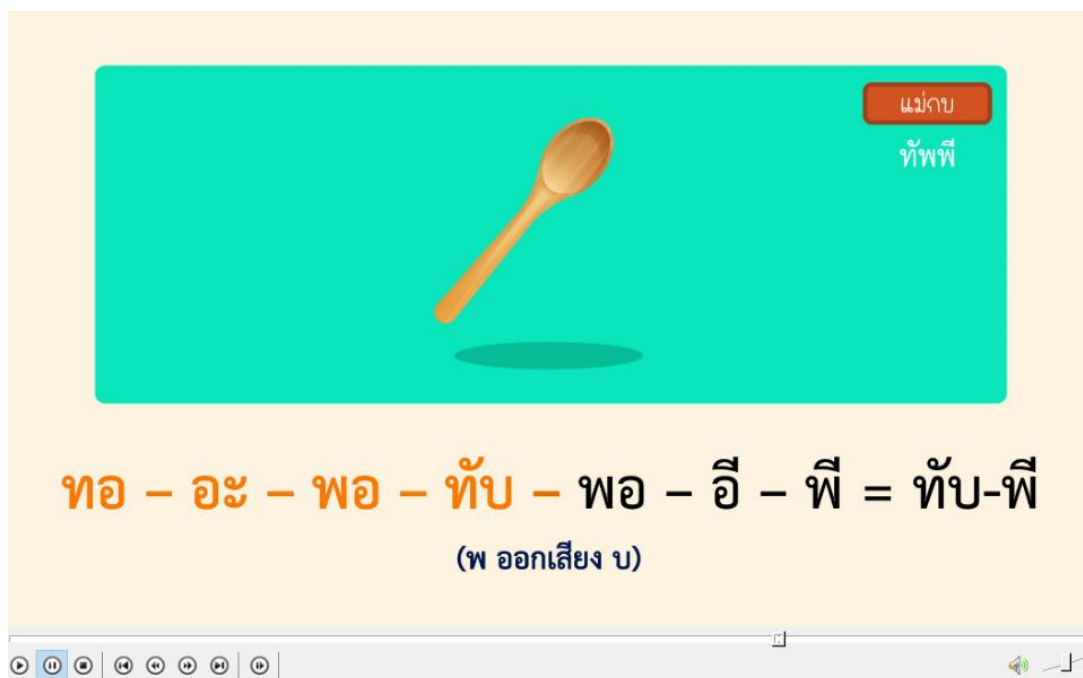 แม่กบ
ทัพพี
ทอ – อะ – พอ – ทับ – พอ – อี – พี = ทับ-พี
(พ ออกเสียง บ)